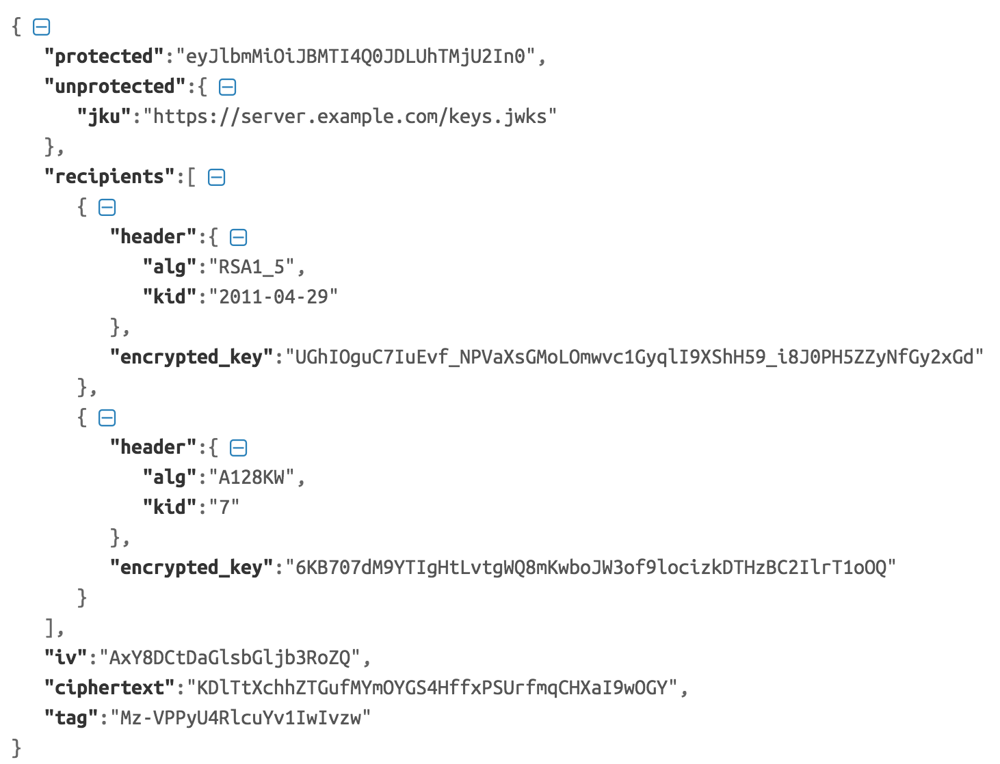 {
"protected":"eyJlbmMiOiJBMTI4Q0JDLUhTMjU2In0",
"unprotected":{
"jku":"https://server.example.com/keys.jwks"
},
"recipients":[
{
"header":{
"alg":"RSA1_5",
"kid":"2011-04-29"
},
"encrypted_key":"UGhIOguC7IuEvf_NPVaXsGMoLOmwvc1GyqlI9XShH59_i8J0PH5ZZyNfGy2xGd"
},
{
"header":{
"alg":"A128KW",
"kid":"7"
},
"encrypted_key":"6KB707dM9YTIgHtLvtgWQ8mKwboJW3of9locizkDTHzBC2IlrT1oOQ"
}
],
"iv":"AxY8DCtDaGlsbGljb3RoZQ",
"ciphertext":"KDlTtXchhZTGufMYmOYGS4HffxPSUrfmqCHXaI9wOGY",
"tag":"Mz-VPPyU4RlcuYv1IwIvzw"
}